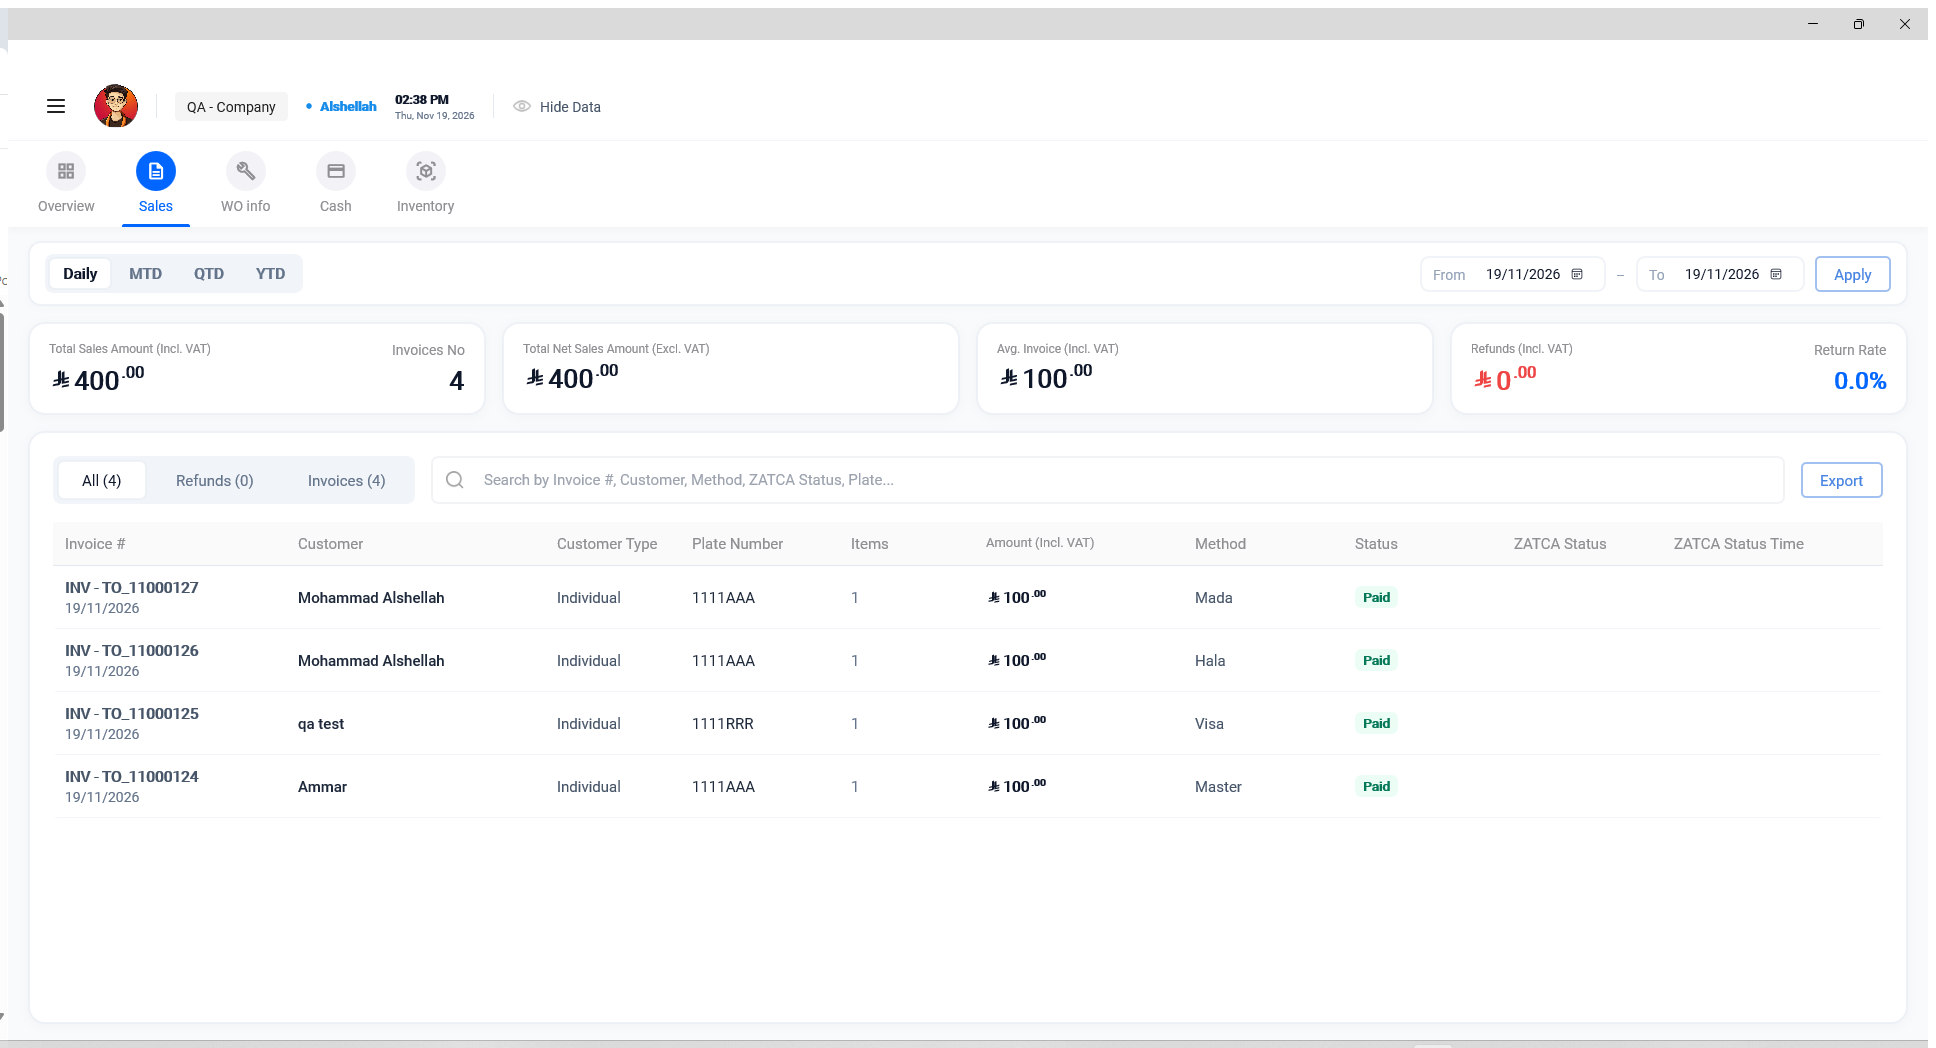 QA - Company
• Alshellah
02:38 PM
Thu, Nov 19, 2026
Hide Data
Overview
Sales
WO info
Cash
Inventory
Daily
MTD
QTD
YTD
From 19/11/2026
–
To 19/11/2026
Apply
Total Sales Amount (Incl. VAT)
400.00
Invoices No
4
Total Net Sales Amount (Excl. VAT)
400.00
Avg. Invoice (Incl. VAT)
100.00
Refunds (Incl. VAT)
0.00
Return Rate
0.0%
All (4)
Refunds (0)
Invoices (4)
Search by Invoice #, Customer, Method, ZATCA Status, Plate...
Export
Invoice # Customer Customer Type Plate Number Items Amount (Incl. VAT) Method Status ZATCA Status ZATCA Status Time
INV - TO_11000127
19/11/2026
Mohammad Alshellah Individual 1111AAA 1 100.00 Mada Paid
INV - TO_11000126
19/11/2026
Mohammad Alshellah Individual 1111AAA 1 100.00 Hala Paid
INV - TO_11000125
19/11/2026
qa test Individual 1111RRR 1 100.00 Visa Paid
INV - TO_11000124
19/11/2026
Ammar Individual 1111AAA 1 100.00 Master Paid